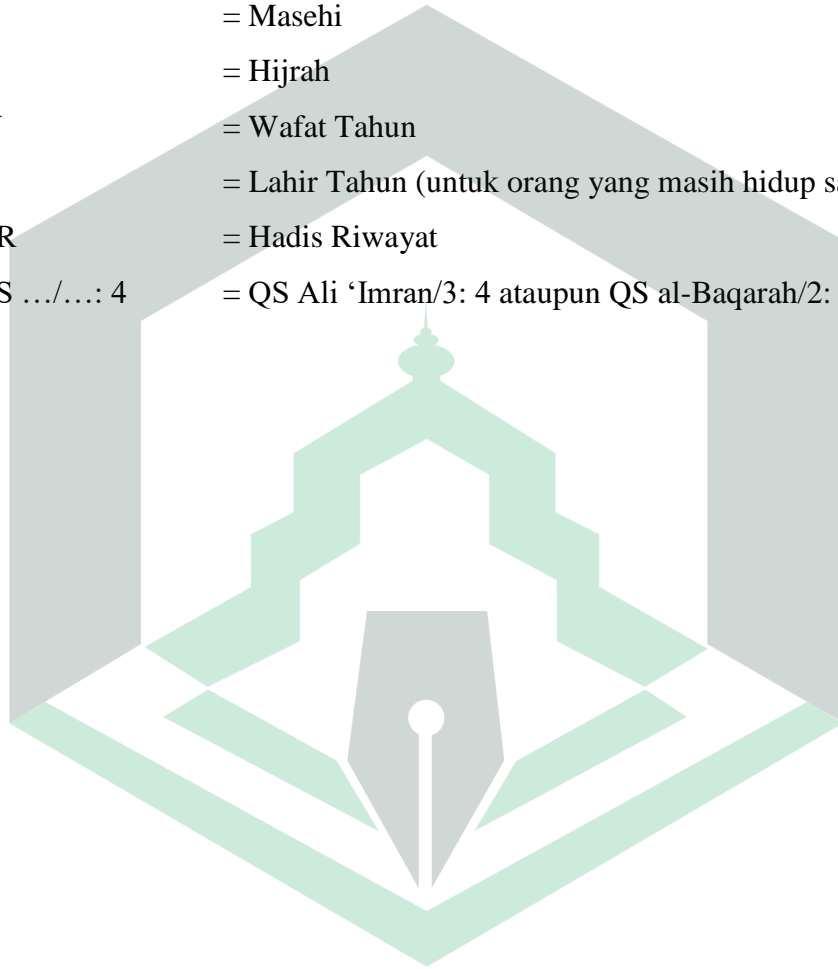 = Masehi
= Hijrah
= Wafat Tahun
= Lahir Tahun (untuk orang yang masih hidup
R = Hadis Riwayat
S …/…: 4 = QS Ali ‘Imran/3: 4 ataupun QS al-Baqarah/2: